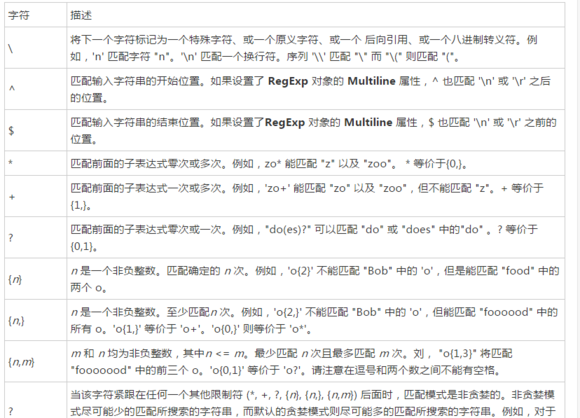 字符 描述
\ 将下一个字符标记为一个特殊字符、或一个原义字符、或一个 后向引用、或一个八进制转义符。例
如，'n' 匹配字符 "n"。'\n' 匹配一个换行符。序列 '\\' 匹配 "\" 而 "\(" 则匹配 "("。
^ 匹配输入字符串的开始位置。如果设置了 RegExp 对象的 Multiline 属性，^ 也匹配 '\n' 或 '\r' 之后
的位置。
$ 匹配输入字符串的结束位置。如果设置了RegExp 对象的 Multiline 属性，$ 也匹配 '\n' 或 '\r' 之前的
位置。
* 匹配前面的子表达式零次或多次。例如，zo* 能匹配 "z" 以及 "zoo"。 * 等价于{0,}。
+ 匹配前面的子表达式一次或多次。例如，'zo+' 能匹配 "zo" 以及 "zoo"，但不能匹配 "z"。+ 等价于
{1,}。
? 匹配前面的子表达式零次或一次。例如，"do(es)?" 可以匹配 "do" 或 "does" 中的"do" 。? 等价于
{0,1}。
{n} n 是一个非负整数。匹配确定的 n 次。例如，'o{2}' 不能匹配 "Bob" 中的 'o'，但是能匹配 "food" 中的
两个 o。
{n,} n 是一个非负整数。至少匹配n 次。例如，'o{2,}' 不能匹配 "Bob" 中的 'o'，但能匹配 "foooood" 中的
所有 o。'o{1,}' 等价于 'o+'。'o{0,}' 则等价于 'o*'。
{n,m} m 和 n 均为非负整数，其中n <= m。最少匹配 n 次且最多匹配 m 次。刘， "o{1,3}" 将匹配
"fooooood" 中的前三个 o。'o{0,1}' 等价于 'o?'。请注意在逗号和两个数之间不能有空格。
当该字符紧跟在任何一个其他限制符 (*, +, ?, {n}, {n,}, {n,m}) 后面时，匹配模式是非贪婪的。非贪婪模
? 式尽可能少的匹配所搜索的字符串，而默认的贪婪模式则尽可能多的匹配所搜索的字符串。例如，对于